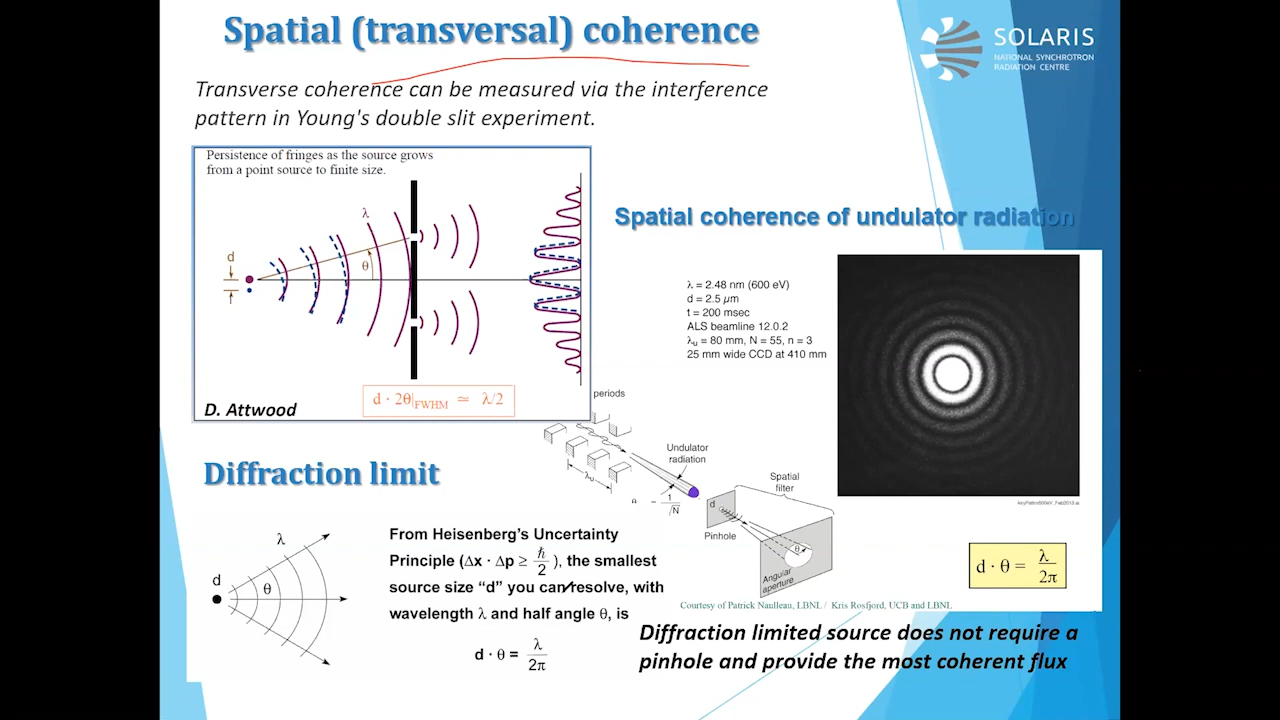 Spatial (transversal) coherence
SOLARIS
NATIONAL SYNCHROTRON
RADIATION CENTRE
Transverse coherence can be measured via the interference
pattern in Young's double slit experiment.
Persistence of fringes as the source grows
from a point source to finite size.
λ
d
θ
d · 2θ|FWHM ≃ λ/2
D. Attwood
Spatial coherence of undulator radiation
λ = 2.48 nm (600 eV)
d = 2.5 µm
t = 200 msec
ALS beamline 12.0.2
λu = 80 mm, N = 55, n = 3
25 mm wide CCD at 410 mm
periods
λu
Undulator
radiation
1
√N
Spatial
filter
d
Pinhole
θ
Angular
aperture
d · θ = λ/2π
Courtesy of Patrick Naulleau, LBNL / Kris Rosfjord, UCB and LBNL
Diffraction limit
λ
d
θ
From Heisenberg's Uncertainty
Principle (Δx · Δp ≥ ℏ/2), the smallest
source size “d” you can resolve, with
wavelength λ and half angle θ, is
d · θ = λ/2π
Diffraction limited source does not require a
pinhole and provide the most coherent flux